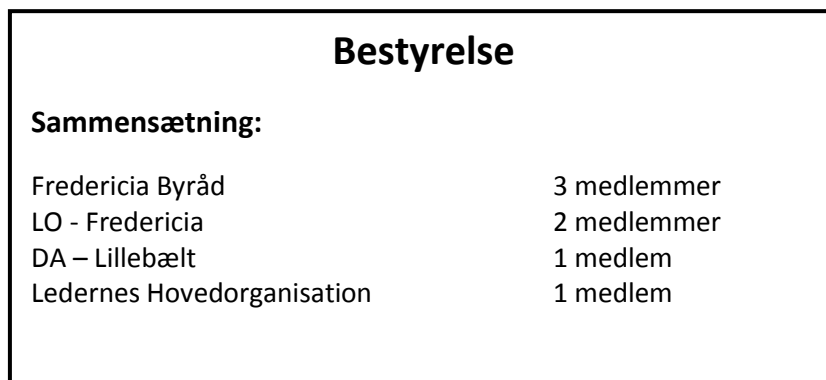 Bestyrelse
Sammensætning:
Fredericia Byråd 3 medlemmer
LO - Fredericia 2 medlemmer
DA – Lillebælt 1 medlem
Ledernes Hovedorganisation 1 medlem